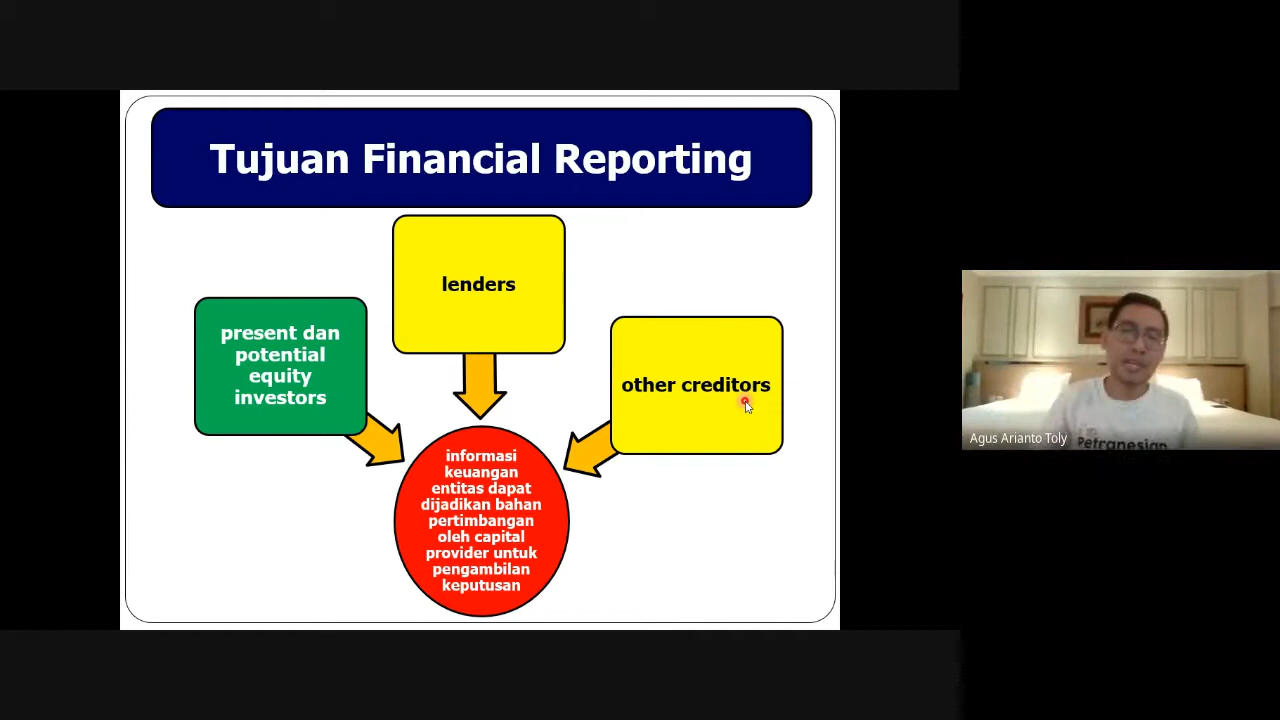 Tujuan Financial Reporting
lenders
present dan
potential
equity
investors
other creditors
informasi
keuangan
entitas dapat
dijadikan bahan
pertimbangan
oleh capital
provider untuk
pengambilan
keputusan
Petranesian
Agus Arianto Toly